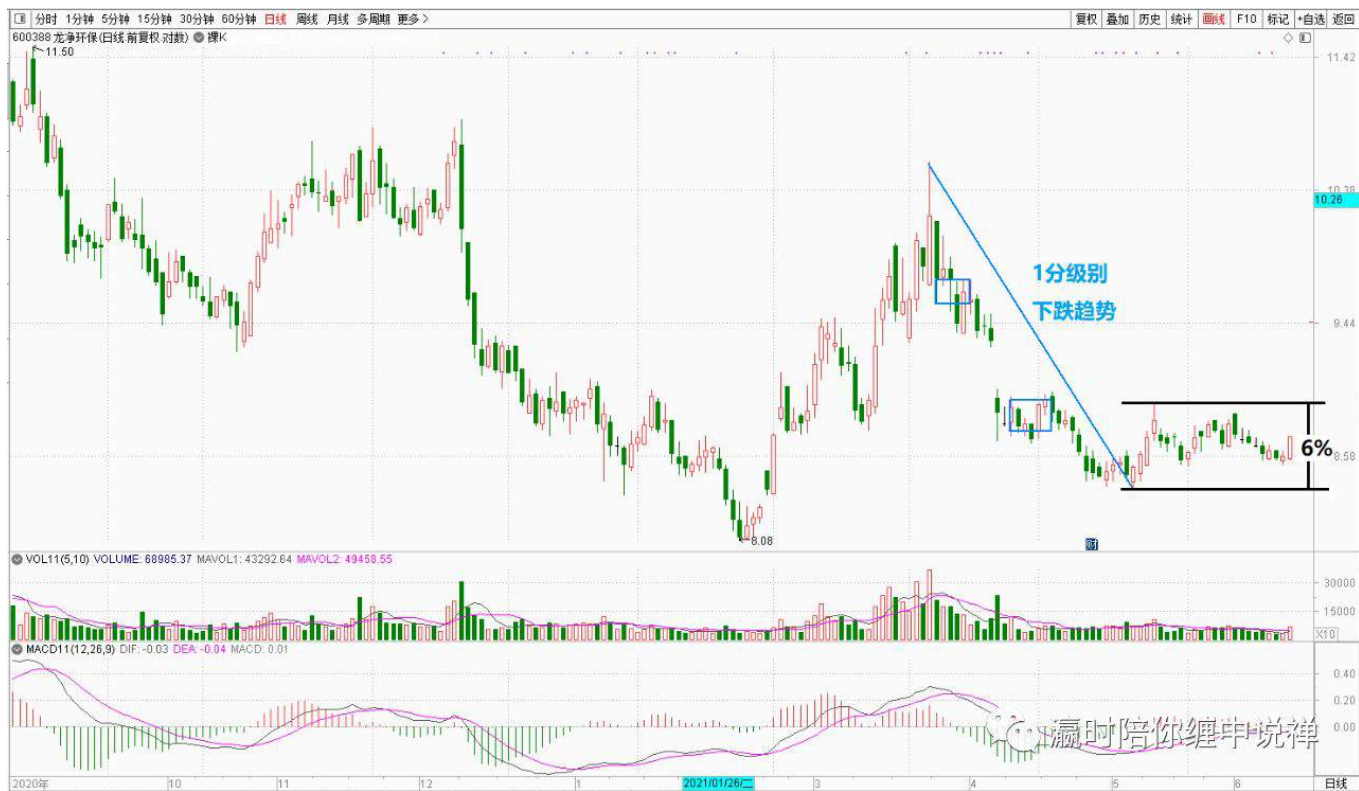 分时 1分钟 5分钟 15分钟 30分钟 60分钟 日线 周线 月线 多周期 更多> 复权 叠加 历史 统计 画线 F10 标记 +自选 返回
600388 龙净环保(日线 前复权 对数) 裸K
11.50
11.42
10.38
10.26
1分级别
下跌趋势
9.44
6%
8.58
8.08
财
VOL11(5,10) VOLUME: 68985.37 MAVOL1: 43292.64 MAVOL2: 49459.55
30000
15000
X10
MACD11(12,26,9) DIF: -0.03 DEA: -0.04 MACD: 0.01
0.40
0.20
0.00
瀛时陪你缠中说禅
2020年 10 11 12 1 2021/01/26/二 3 4 5 6 日线